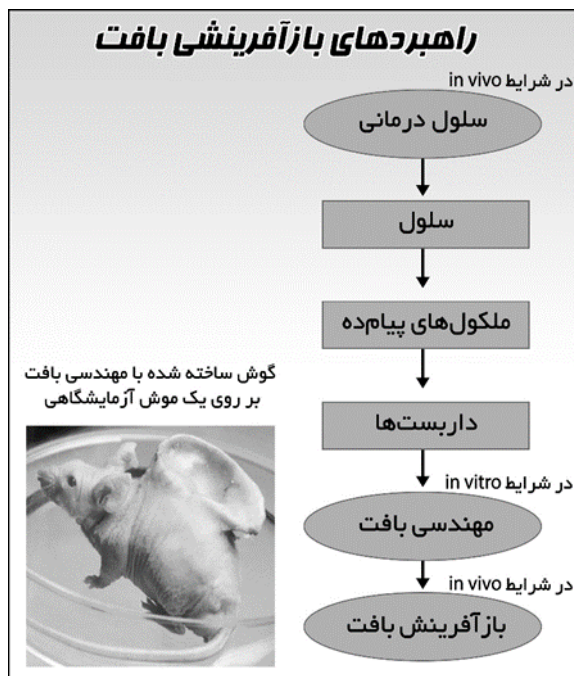 راهبردهای بازآفرینشی بافت
در شرایط in vivo
سلول درمانی
سلول
ملکول‌های پیام‌ده
داربست‌ها
در شرایط in vitro
مهندسی بافت
در شرایط in vivo
بازآفرینش بافت
گوش ساخته شده با مهندسی بافت
بر روی یک موش آزمایشگاهی